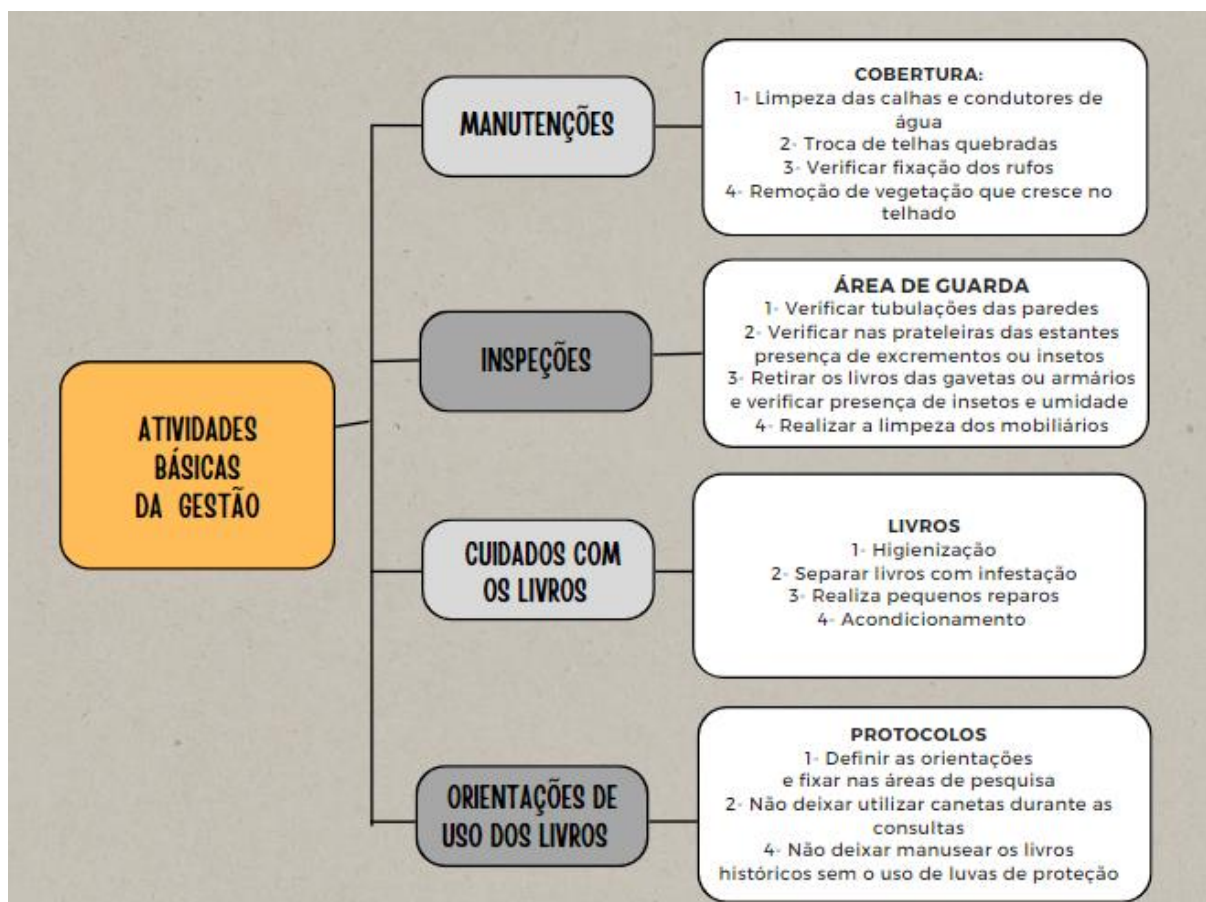 ATIVIDADES
BÁSICAS
DA GESTÃO
MANUTENÇÕES
COBERTURA:
1- Limpeza das calhas e condutores de
água
2- Troca de telhas quebradas
3- Verificar fixação dos rufos
4- Remoção de vegetação que cresce no
telhado
INSPEÇÕES
ÁREA DE GUARDA
1- Verificar tubulações das paredes
2- Verificar nas prateleiras das estantes
presença de excrementos ou insetos
3- Retirar os livros das gavetas ou armários
e verificar presença de insetos e umidade
4- Realizar a limpeza dos mobiliários
CUIDADOS COM
OS LIVROS
LIVROS
1- Higienização
2- Separar livros com infestação
3- Realiza pequenos reparos
4- Acondicionamento
ORIENTAÇÕES DE
USO DOS LIVROS
PROTOCOLOS
1- Definir as orientações
e fixar nas áreas de pesquisa
2- Não deixar utilizar canetas durante as
consultas
4- Não deixar manusear os livros
históricos sem o uso de luvas de proteção